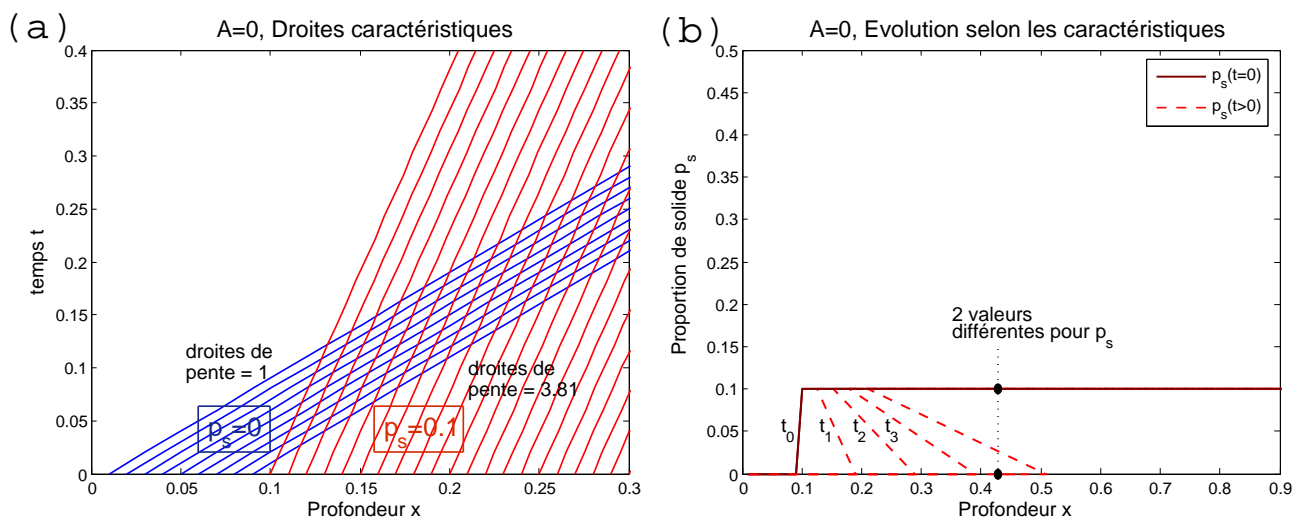 (a)
A=0, Droites caractéristiques
0.4
0.35
0.3
0.25
0.2
0.15
0.1
0.05
0
temps t
droites de
pente = 1
droites de
pente = 3.81
p_s=0
p_s=0.1
0 0.05 0.1 0.15 0.2 0.25 0.3
Profondeur x
(b)
A=0, Evolution selon les caractéristiques
0.5
0.45
0.4
0.35
0.3
0.25
0.2
0.15
0.1
0.05
0
Proportion de solide p_s
p_s(t=0)
p_s(t>0)
2 valeurs
différentes pour p_s
t_0 t_1 t_2 t_3
0 0.1 0.2 0.3 0.4 0.5 0.6 0.7 0.8 0.9
Profondeur x